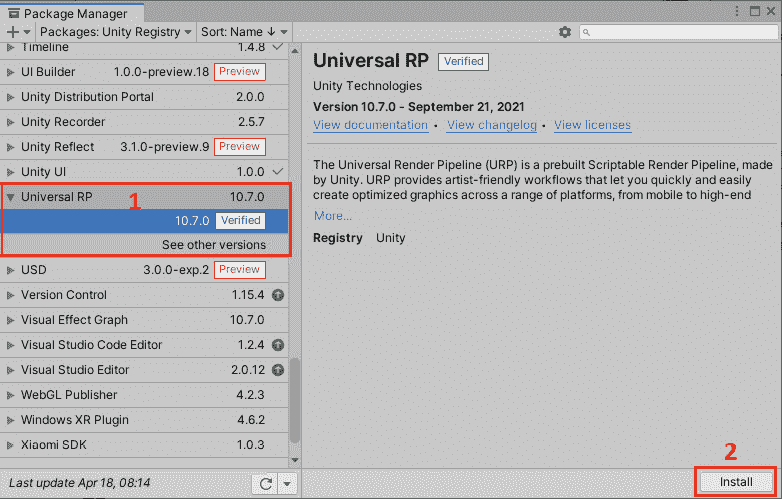 Package Manager
+ Packages: Unity Registry Sort: Name ↓
Timeline 1.4.8
UI Builder 1.0.0-preview.18 Preview
Unity Distribution Portal 2.0.0
Unity Recorder 2.5.7
Unity Reflect 3.1.0-preview.9 Preview
Unity UI 1.0.0
Universal RP 1 10.7.0
10.7.0 Verified
See other versions
USD 3.0.0-exp.2 Preview
Version Control 1.15.4
Visual Effect Graph 10.7.0
Visual Studio Code Editor 1.2.4
Visual Studio Editor 2.0.12
WebGL Publisher 4.2.3
Windows XR Plugin 4.6.2
Xiaomi SDK 1.0.3
Last update Apr 18, 08:14
Universal RP Verified
Unity Technologies
Version 10.7.0 - September 21, 2021
View documentation • View changelog • View licenses
The Universal Render Pipeline (URP) is a prebuilt Scriptable Render Pipeline, made
by Unity. URP provides artist-friendly workflows that let you quickly and easily
create optimized graphics across a range of platforms, from mobile to high-end
More...
Registry Unity
2
Install